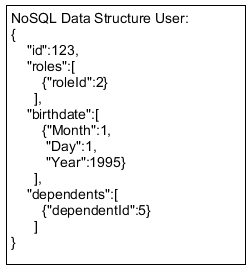 NoSQL Data Structure User:
{
    "id":123,
    "roles":[
        {"roleId":2}
      ],
    "birthdate":[
        {"Month":1,
         "Day":1,
         "Year":1995}
      ],
    "dependents":[
        {"dependentId":5}
      ]
}